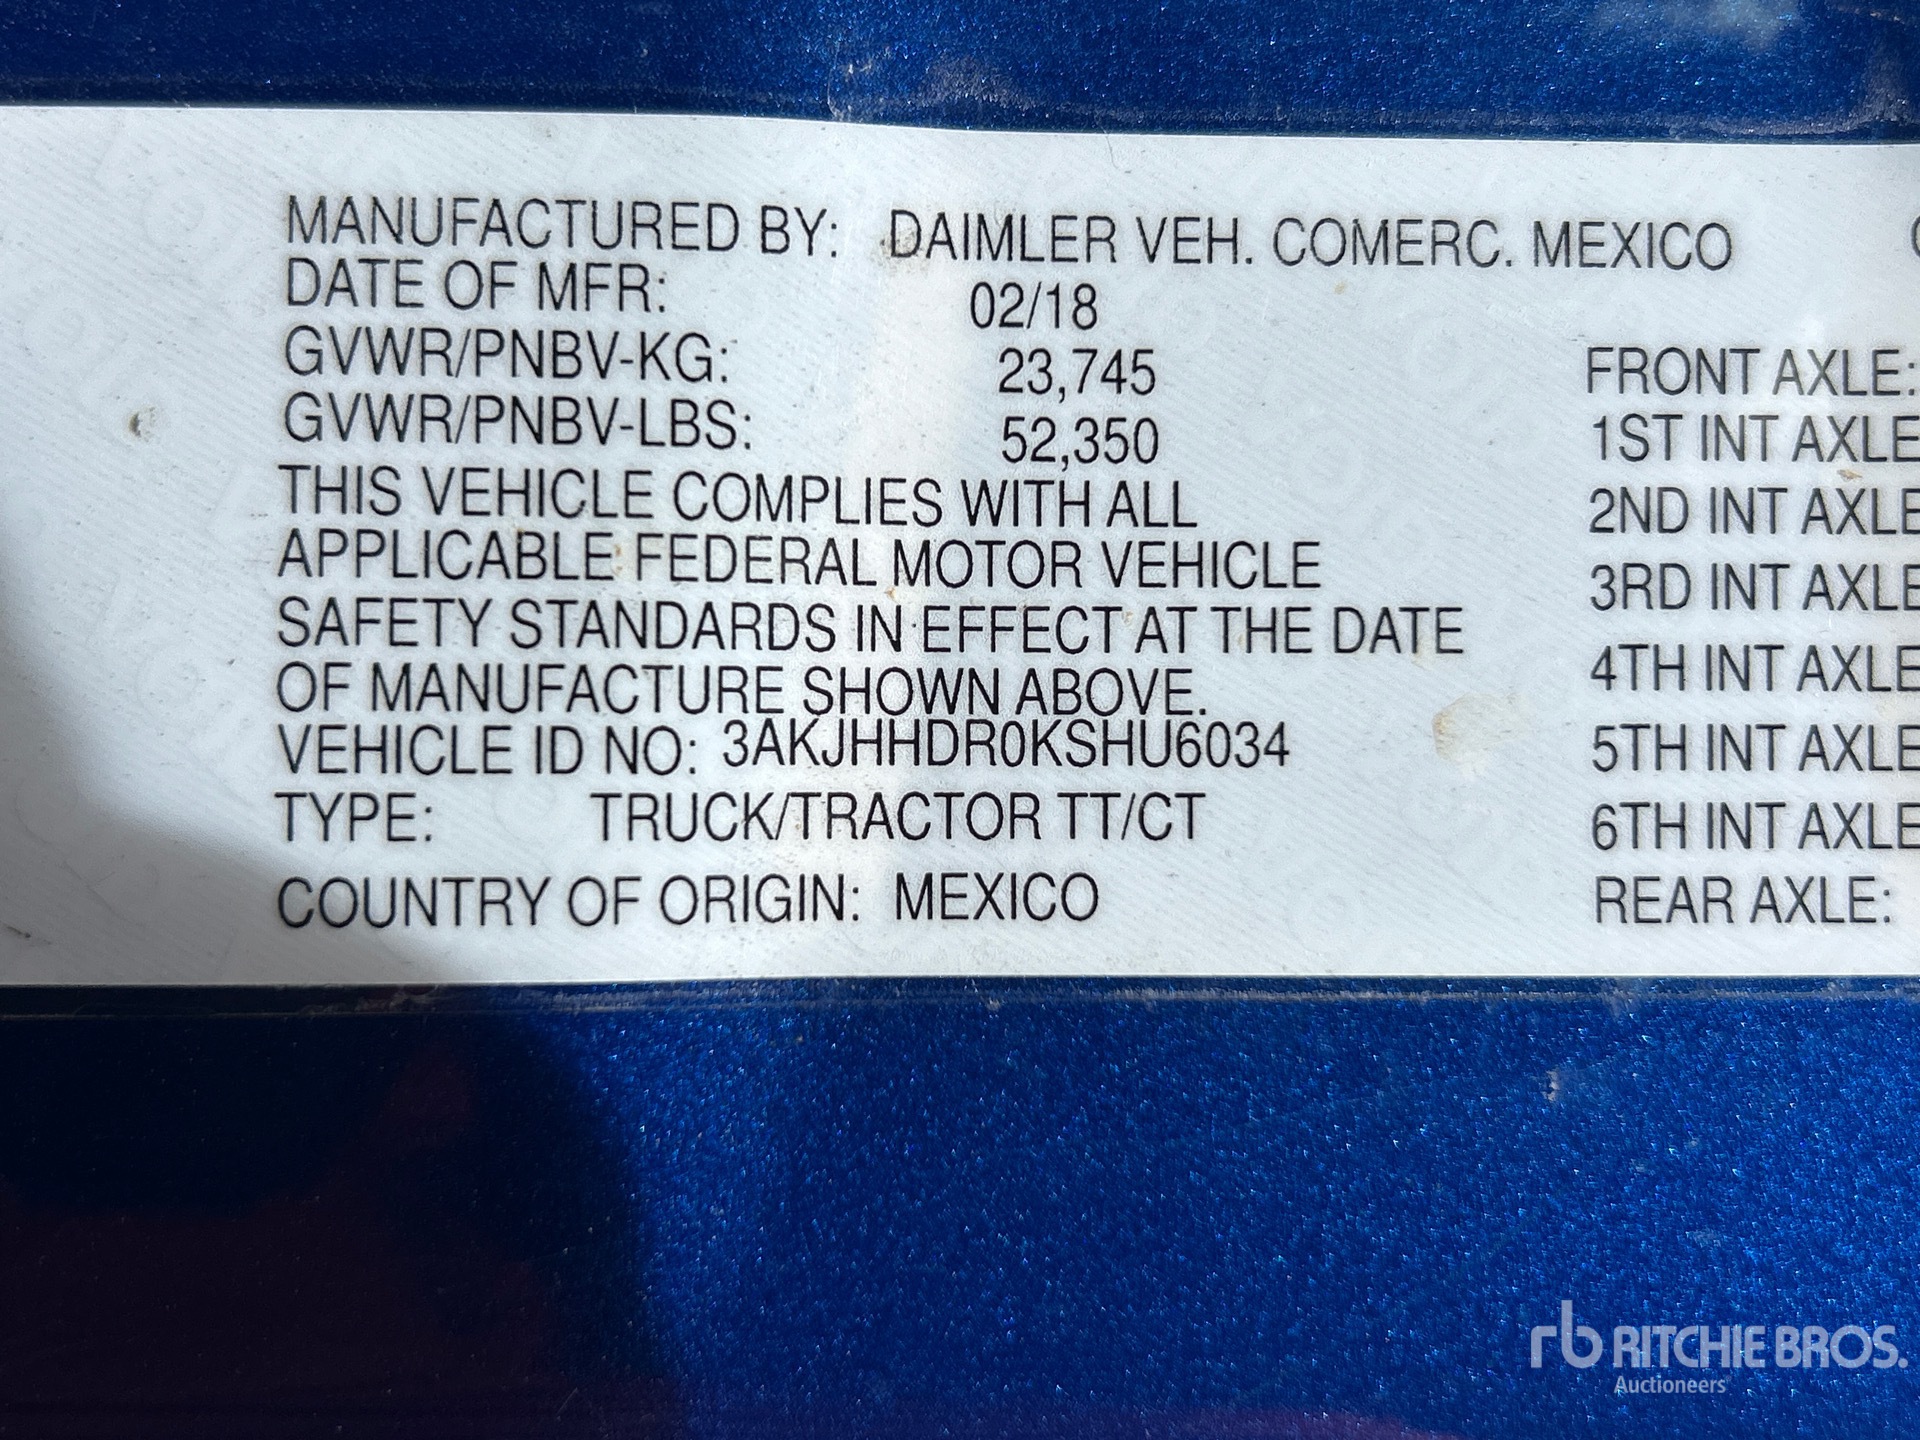 MANUFACTURED BY: DAIMLER VEH. COMERC. MEXICO
DATE OF MFR: 02/18
GVWR/PNBV-KG: 23,745
GVWR/PNBV-LBS: 52,350
THIS VEHICLE COMPLIES WITH ALL
APPLICABLE FEDERAL MOTOR VEHICLE
SAFETY STANDARDS IN EFFECT AT THE DATE
OF MANUFACTURE SHOWN ABOVE.
VEHICLE ID NO: 3AKJHHDR0KSHU6034
TYPE: TRUCK/TRACTOR TT/CT
COUNTRY OF ORIGIN: MEXICO
FRONT AXLE:
1ST INT AXLE
2ND INT AXLE
3RD INT AXLE
4TH INT AXLE
5TH INT AXLE
6TH INT AXLE
REAR AXLE:
rb RITCHIE BROS.
Auctioneers